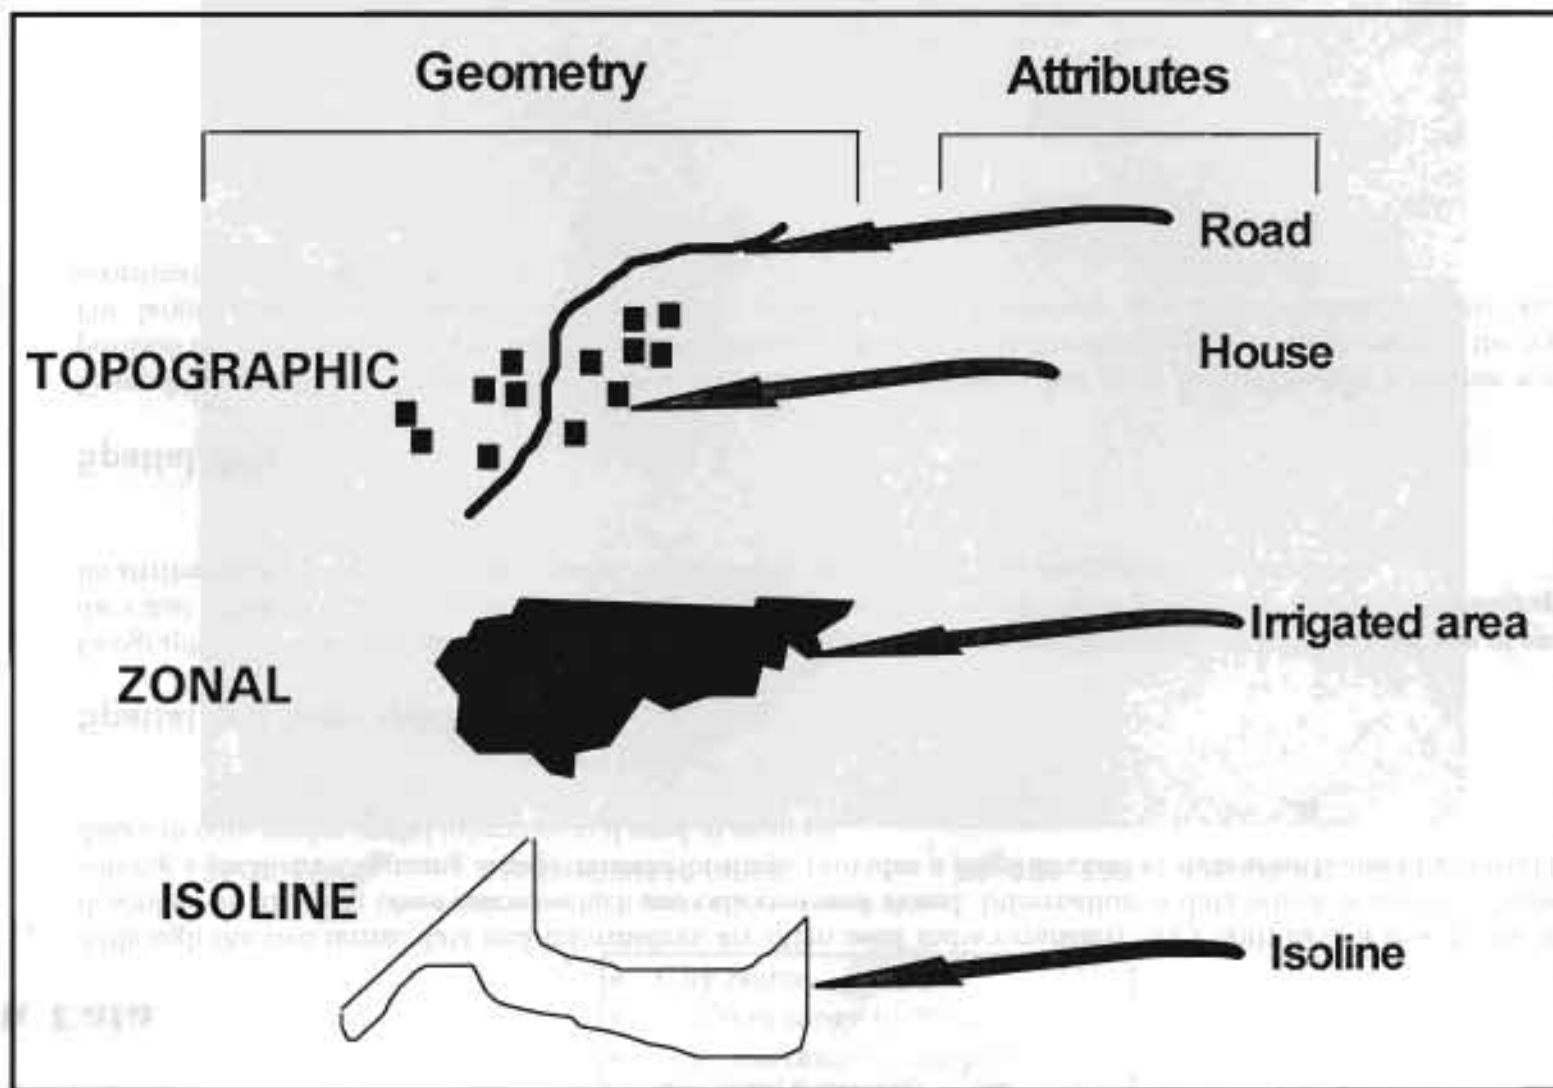 Geometry Attributes
Road
House
TOPOGRAPHIC
Irrigated area
ZONAL
ISOLINE
Isoline